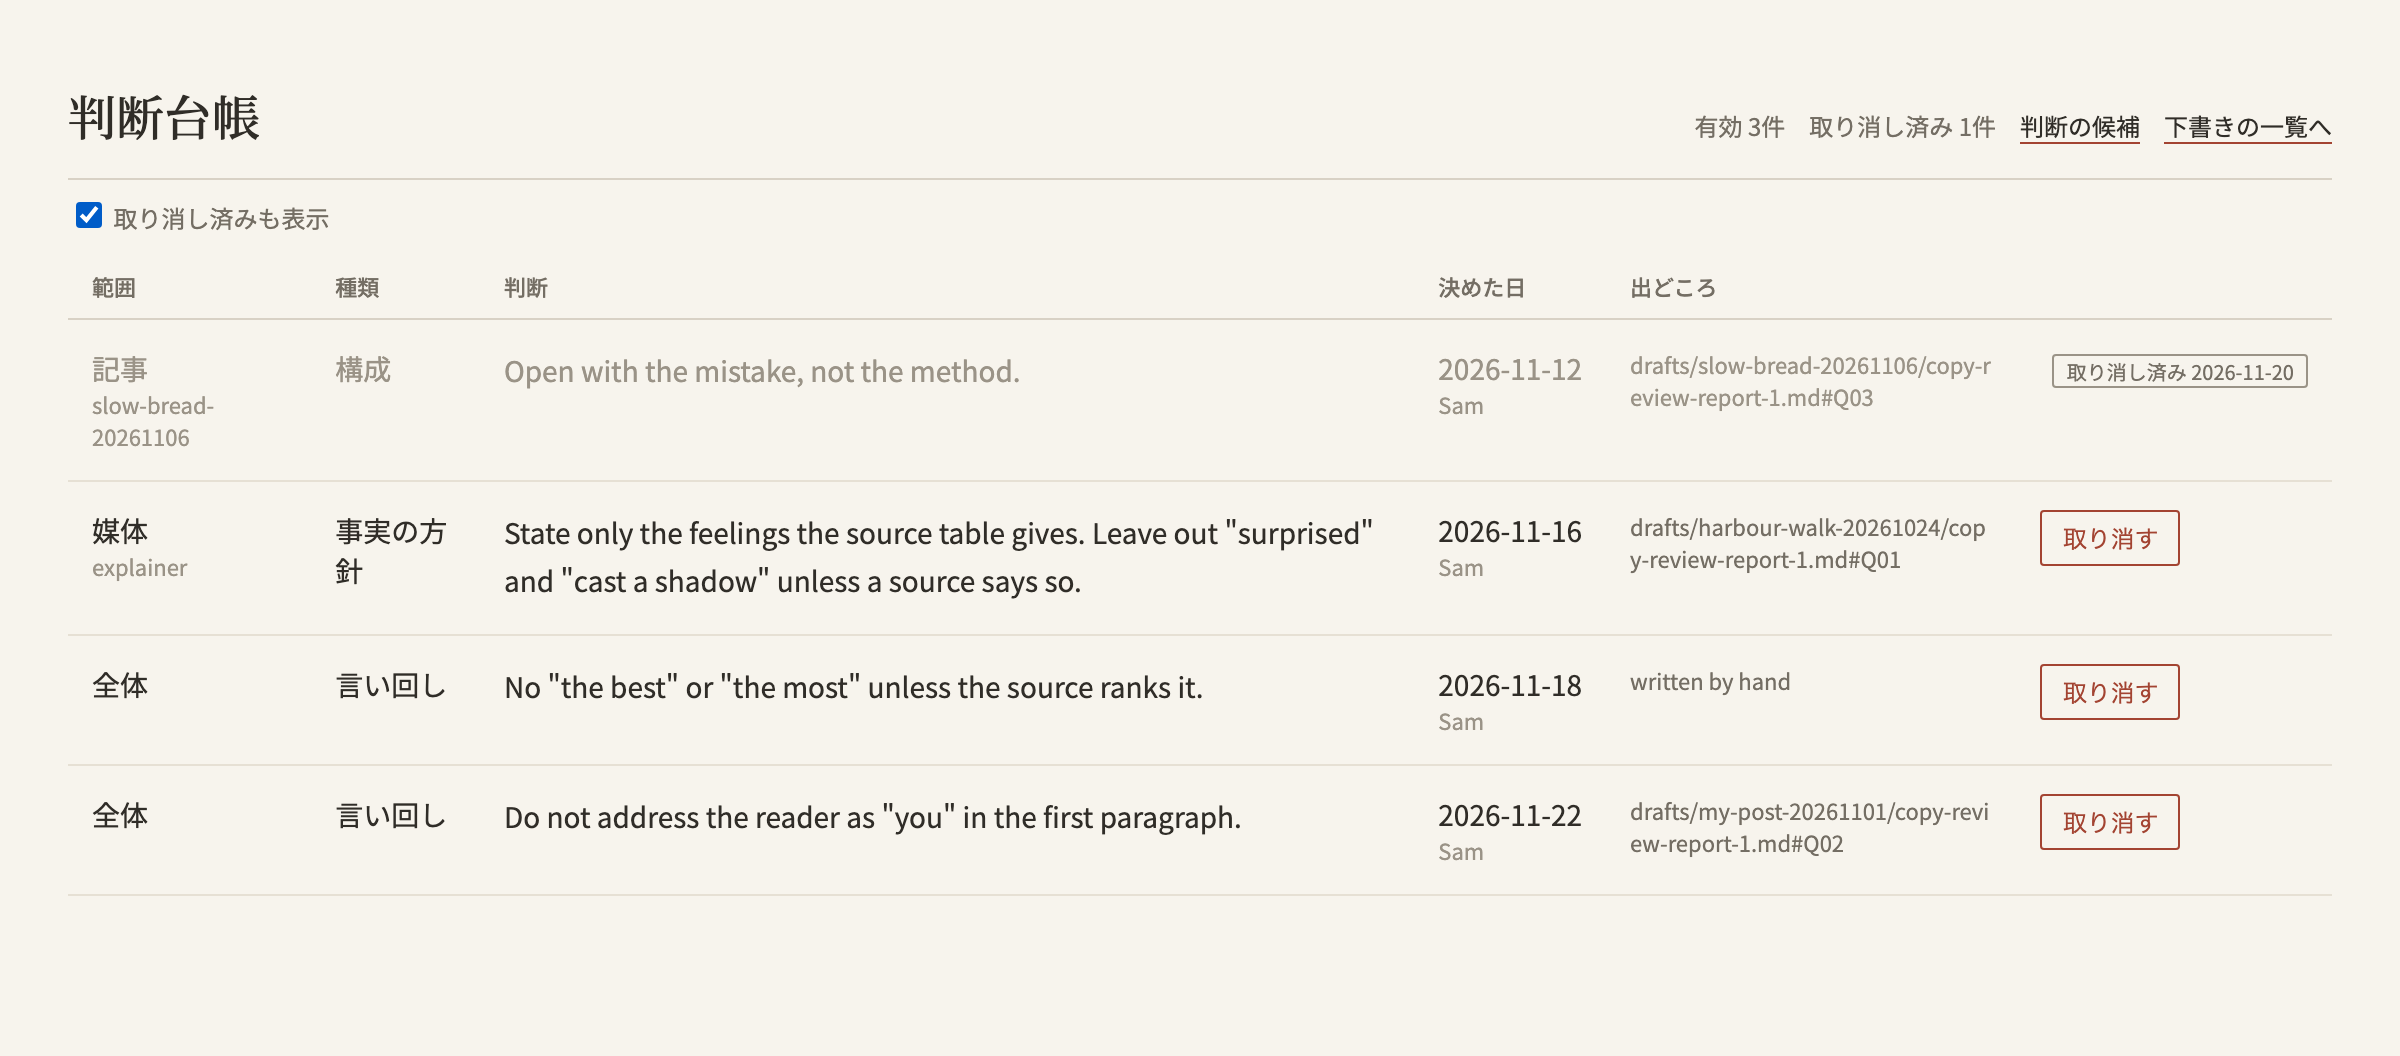 判断台帳
有効 3件 取り消し済み 1件 判断の候補 下書きの一覧へ
取り消し済みも表示
範囲 種類 判断 決めた日 出どころ
記事 構成 Open with the mistake, not the method. 2026-11-12 drafts/slow-bread-20261106/copy-r 取り消し済み 2026-11-20
slow-bread- Sam eview-report-1.md#Q03
20261106
媒体 事実の方 State only the feelings the source table gives. Leave out "surprised" 2026-11-16 drafts/harbour-walk-20261024/cop 取り消す
explainer 針 and "cast a shadow" unless a source says so. Sam y-review-report-1.md#Q01
全体 言い回し No "the best" or "the most" unless the source ranks it. 2026-11-18 written by hand 取り消す
Sam
全体 言い回し Do not address the reader as "you" in the first paragraph. 2026-11-22 drafts/my-post-20261101/copy-revi 取り消す
Sam ew-report-1.md#Q02